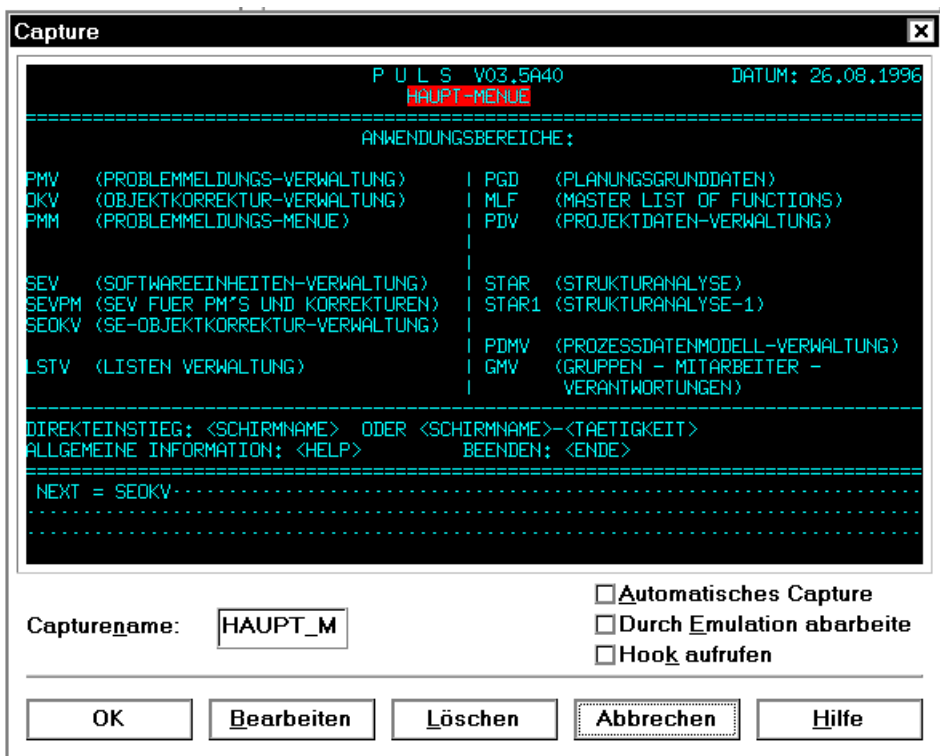 Capture
P U L S V03.5A40 DATUM: 26.08.1996
HAUPT-MENUE
ANWENDUNGSBEREICHE:
PMV (PROBLEMMELDUNGS-VERWALTUNG) | PGD (PLANUNGSGRUNDDATEN)
OKV (OBJEKTKORREKTUR-VERWALTUNG) | MLF (MASTER LIST OF FUNCTIONS)
PMM (PROBLEMMELDUNGS-MENUE) | PDV (PROJEKTDATEN-VERWALTUNG)
SEV (SOFTWAREEINHEITEN-VERWALTUNG) | STAR (STRUKTURANALYSE)
SEVPM (SEV FUER PM'S UND KORREKTUREN) | STAR1 (STRUKTURANALYSE-1)
SEOKV (SE-OBJEKTKORREKTUR-VERWALTUNG) |
| PDMV (PROZESSDATENMODELL-VERWALTUNG)
LSTV (LISTEN VERWALTUNG) | GMV (GRUPPEN - MITARBEITER -
| VERANTWORTUNGEN)
DIREKTEINSTIEG: <SCHIRMNAME> ODER <SCHIRMNAME>-<TAETIGKEIT>
ALLGEMEINE INFORMATION: <HELP> BEENDEN: <ENDE>
NEXT = SEOKV
Automatisches Capture
Capturename: HAUPT_M
Durch Emulation abarbeite
Hook aufrufen
OK Bearbeiten Löschen Abbrechen Hilfe